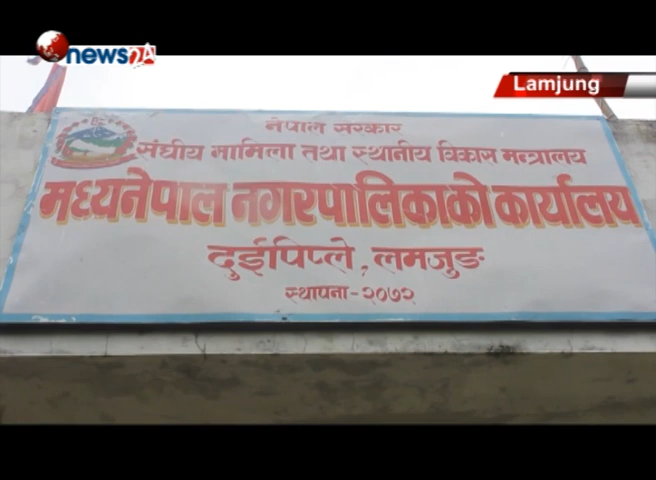 news24
Lamjung
नेपाल सरकार
संघीय मामिला तथा स्थानीय विकास मन्त्रालय
मध्यनेपाल नगरपालिकाको कार्यालय
दुईपिप्ले, लमजुङ
स्थापना-२०७२